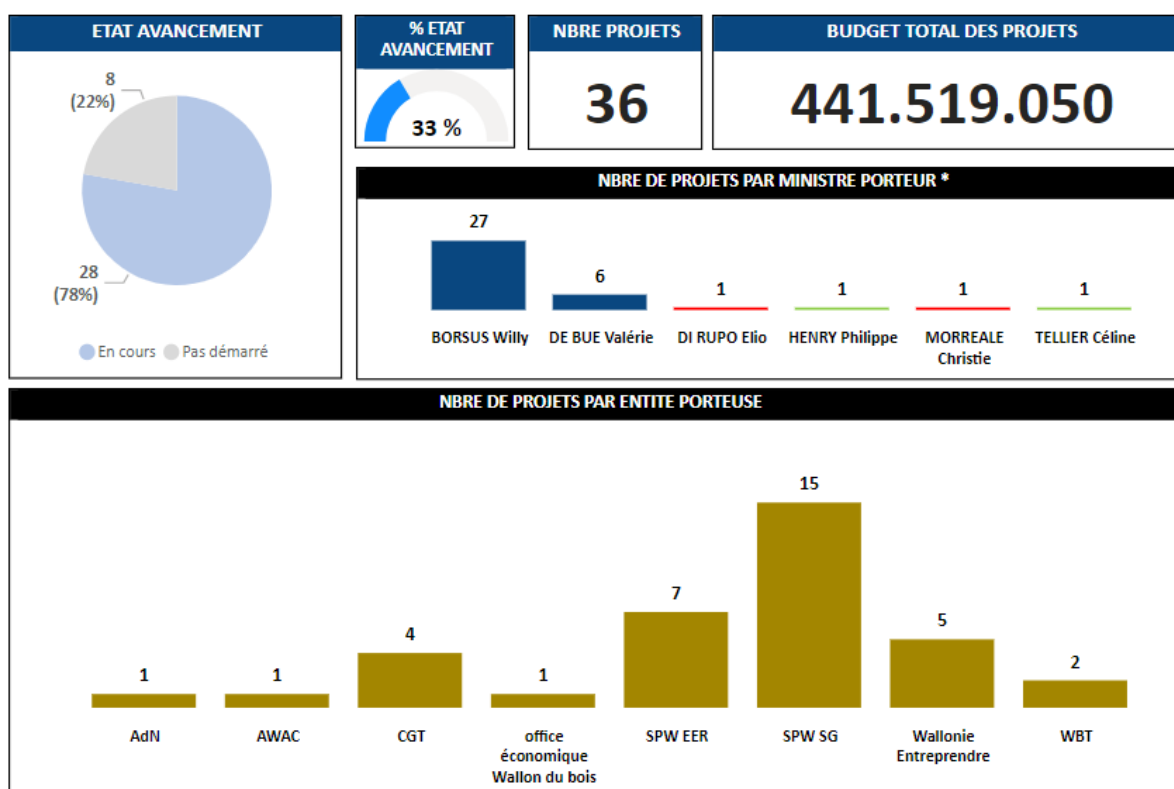 ETAT AVANCEMENT
8
(22%)
28
(78%)
En cours
Pas démarré
% ETAT
AVANCEMENT
33 %
NBRE PROJETS
36
BUDGET TOTAL DES PROJETS
441.519.050
NBRE DE PROJETS PAR MINISTRE PORTEUR *
27
6
1
1
1
1
BORSUS Willy
DE BUE Valérie
DI RUPO Elio
HENRY Philippe
MORREALE
Christie
TELLIER Céline
NBRE DE PROJETS PAR ENTITE PORTEUSE
1
1
4
1
7
15
5
2
AdN
AWAC
CGT
office
économique
Wallon du bois
SPW EER
SPW SG
Wallonie
Entreprendre
WBT